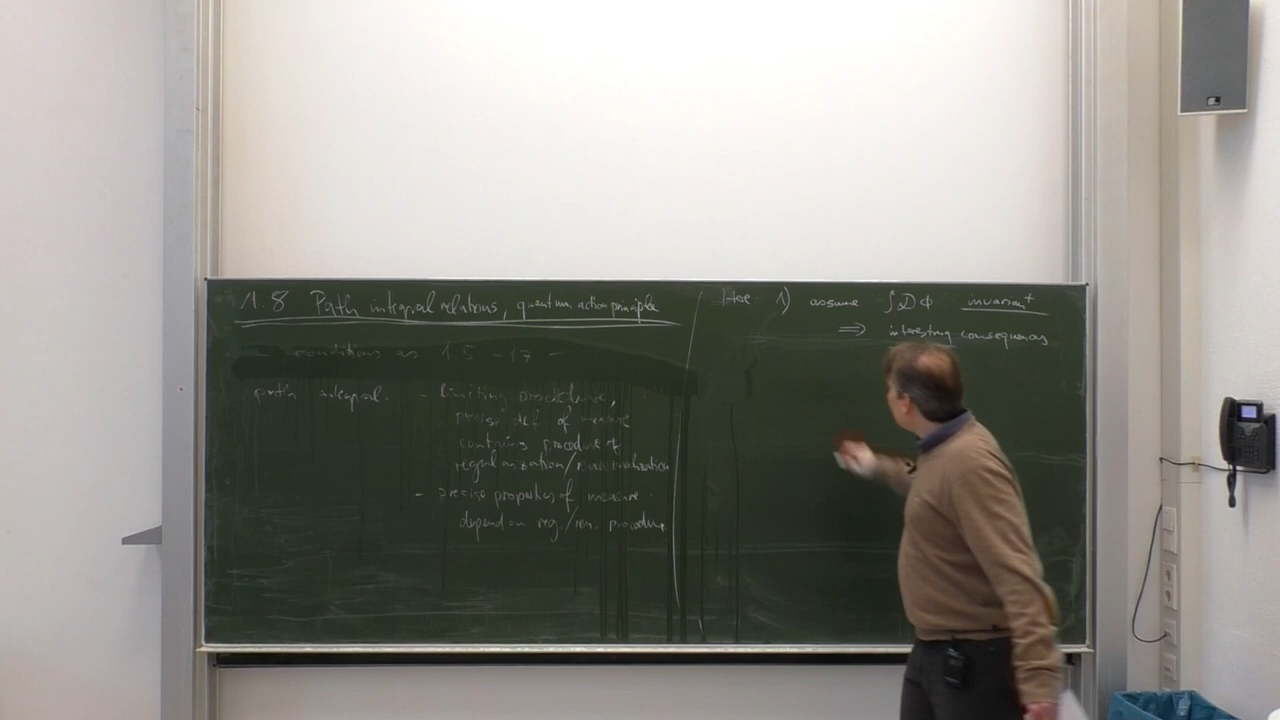 1.8 Path integral relations, quantum action principle
- conditions as 1.5 - 1.7 -
path integral: - limiting procedure,
precise def of measure
contains procedure of
regularization/renormalization
- precise properties of measure
depend on reg./ren. procedure
Here 1) assume ∫DΦ invariant
⇒ interesting consequences